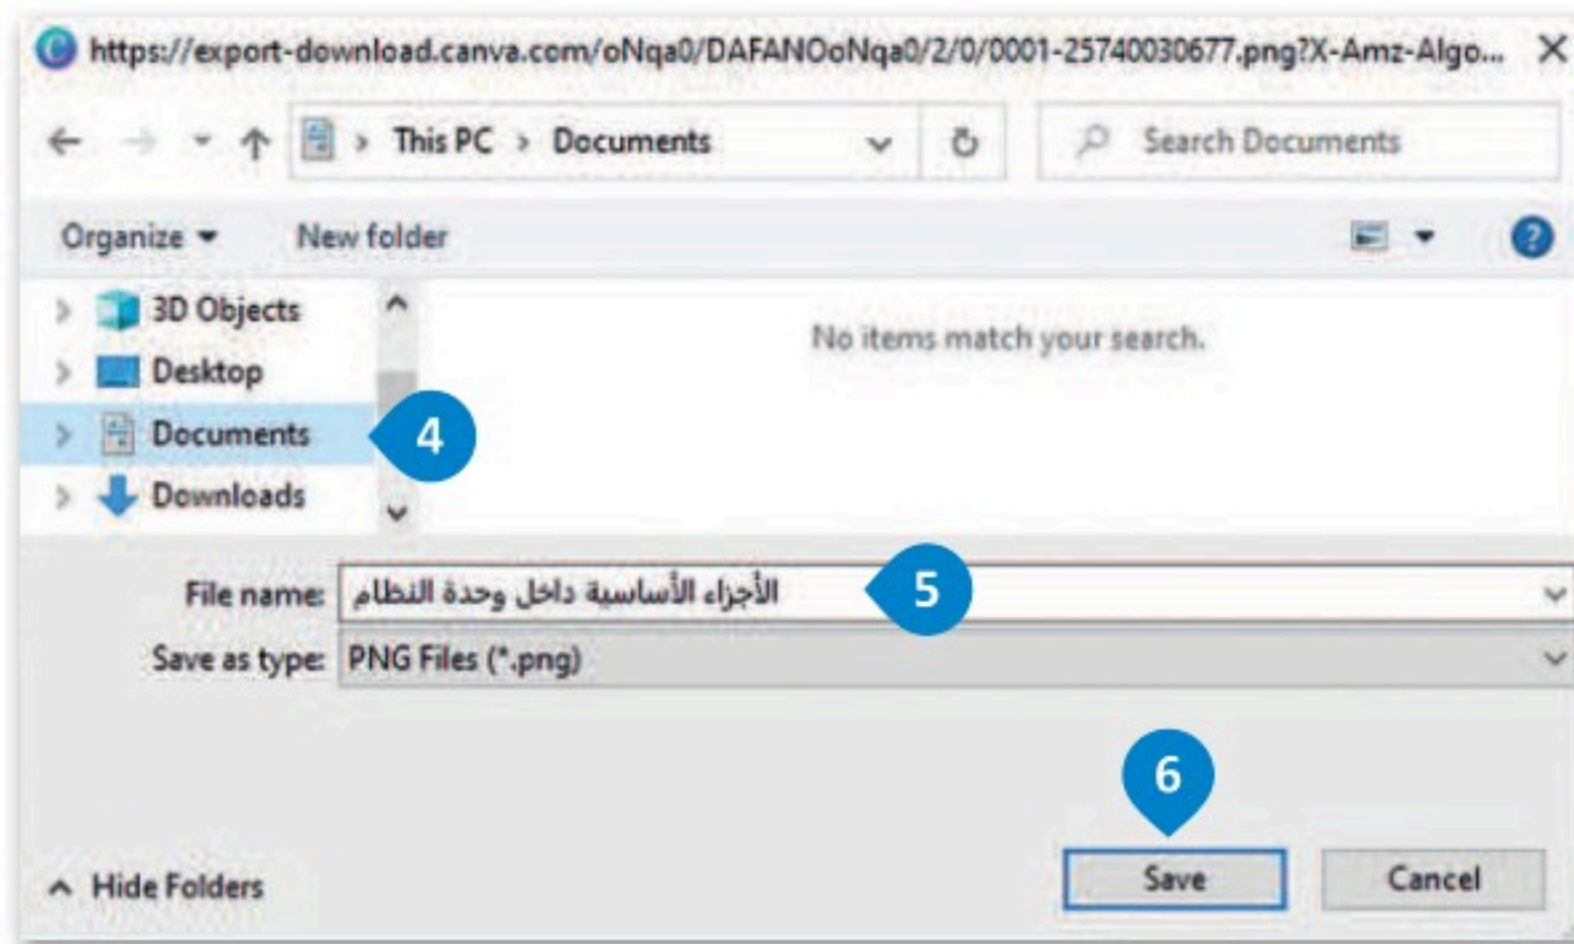 https://export-download.canva.com/oNqa0/DAFANOoNqa0/2/0/0001-25740030677.png?X-Amz-Algo...
This PC > Documents
Search Documents
Organize
New folder
3D Objects
No items match your search.
Desktop
Documents
4
Downloads
File name: الأجزاء الأساسية داخل وحدة النظام
5
Save as type: PNG Files (*.png)
6
Hide Folders
Save
Cancel